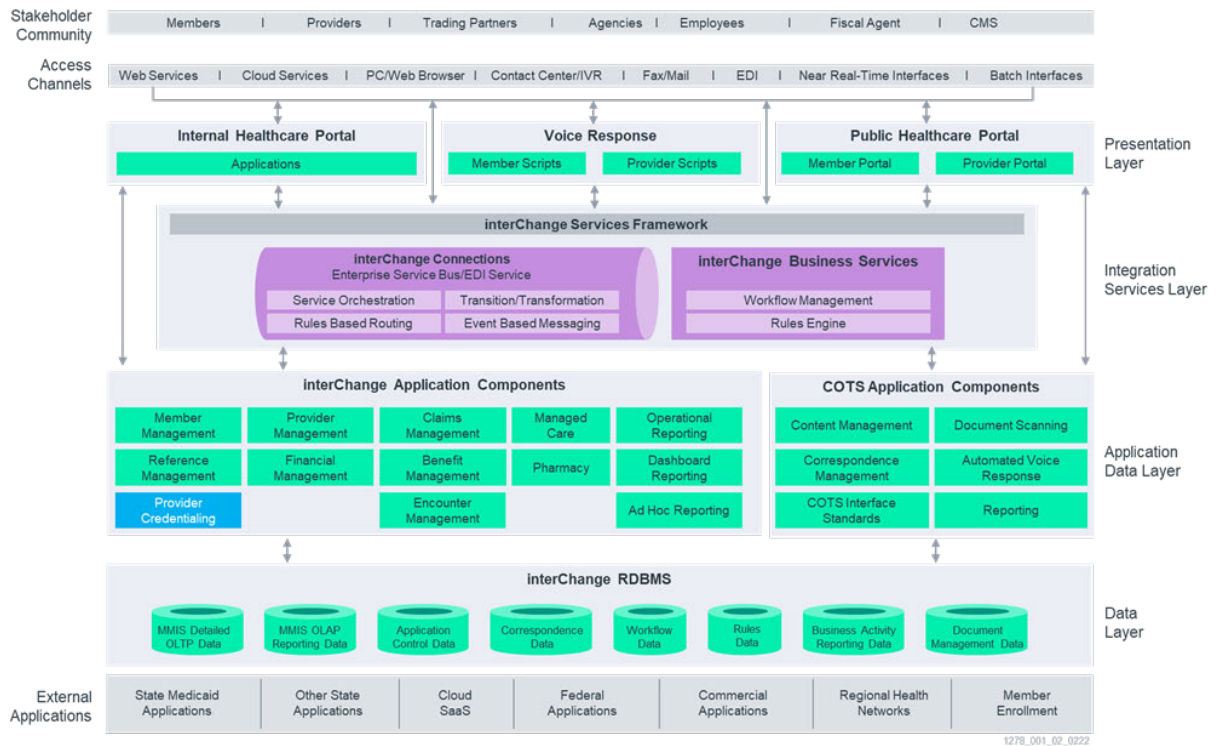 Stakeholder
Community
Members | Providers | Trading Partners | Agencies | Employees | Fiscal Agent | CMS
Access
Channels
Web Services | Cloud Services | PC/Web Browser | Contact Center/IVR | Fax/Mail | EDI | Near Real-Time Interfaces | Batch Interfaces
Internal Healthcare Portal
Applications
Voice Response
Member Scripts
Provider Scripts
Public Healthcare Portal
Member Portal
Provider Portal
Presentation
Layer
interChange Services Framework
interChange Connections
Enterprise Service Bus/EDI Service
Service Orchestration
Transition/Transformation
Rules Based Routing
Event Based Messaging
interChange Business Services
Workflow Management
Rules Engine
Integration
Services Layer
interChange Application Components
Member
Management
Provider
Management
Claims
Management
Managed
Care
Operational
Reporting
Reference
Management
Financial
Management
Benefit
Management
Pharmacy
Dashboard
Reporting
Provider
Credentialing
Encounter
Management
Ad Hoc Reporting
COTS Application Components
Content Management
Document Scanning
Correspondence
Management
Automated Voice
Response
COTS Interface
Standards
Reporting
Application
Data Layer
interChange RDBMS
MMIS Detailed
OLTP Data
MMIS OLAP
Reporting Data
Application
Control Data
Correspondence
Data
Workflow
Data
Rules
Data
Business Activity
Reporting Data
Document
Management Data
Data
Layer
External
Applications
State Medicaid
Applications
Other State
Applications
Cloud
SaaS
Federal
Applications
Commercial
Applications
Regional Health
Networks
Member
Enrollment
1278_001_02_0222